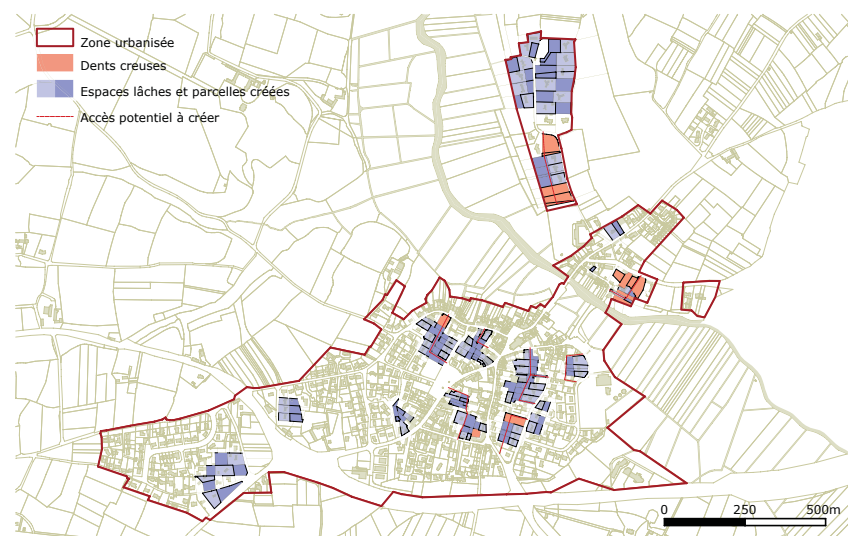 Zone urbanisée
Dents creuses
Espaces lâches et parcelles créées
Accès potentiel à créer
0 250 500m